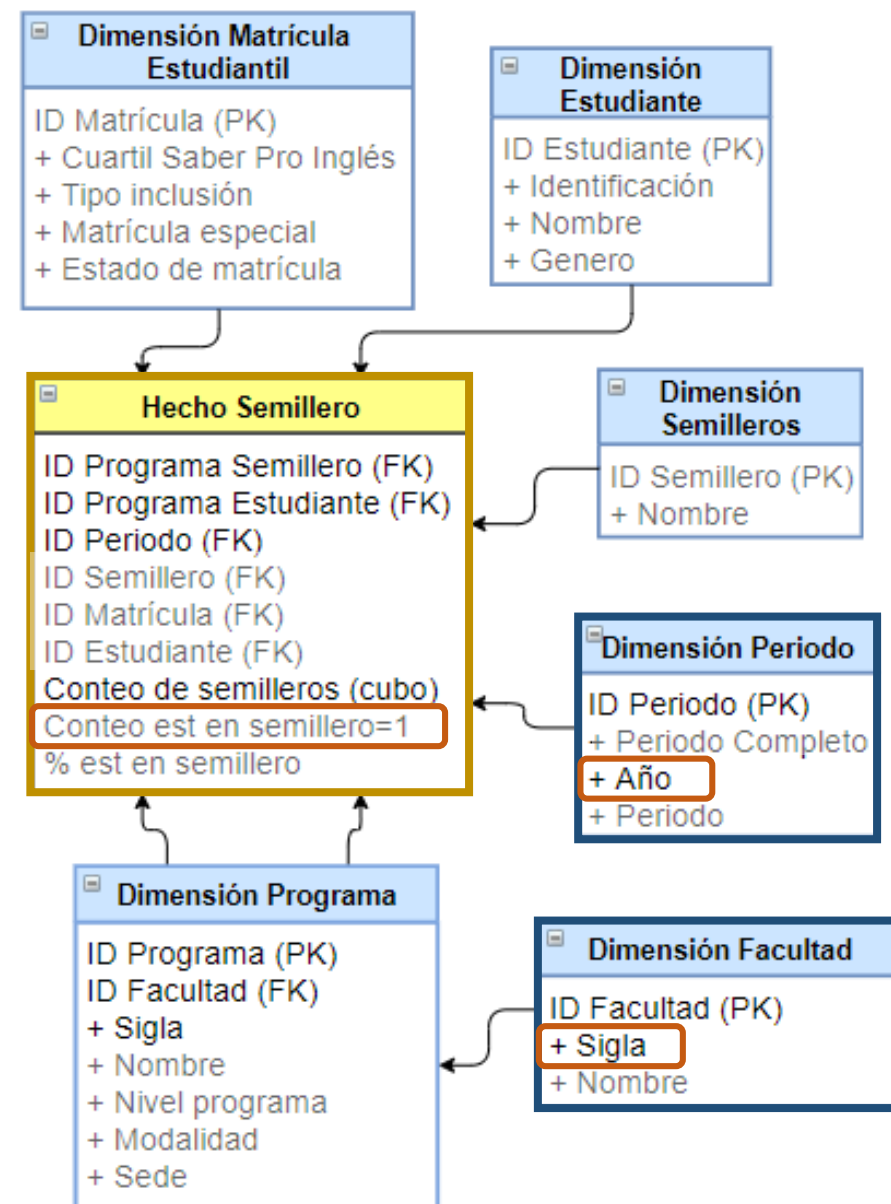 Dimensión Matrícula
Estudiantil
ID Matrícula (PK)
+ Cuartil Saber Pro Inglés
+ Tipo inclusión
+ Matrícula especial
+ Estado de matrícula
Dimensión
Estudiante
ID Estudiante (PK)
+ Identificación
+ Nombre
+ Genero
Hecho Semillero
ID Programa Semillero (FK)
ID Programa Estudiante (FK)
ID Periodo (FK)
ID Semillero (FK)
ID Matrícula (FK)
ID Estudiante (FK)
Conteo de semilleros (cubo)
Conteo est en semillero=1
% est en semillero
Dimensión
Semilleros
ID Semillero (PK)
+ Nombre
Dimensión Periodo
ID Periodo (PK)
+ Periodo Completo
+ Año
+ Periodo
Dimensión Programa
ID Programa (PK)
ID Facultad (FK)
+ Sigla
+ Nombre
+ Nivel programa
+ Modalidad
+ Sede
Dimensión Facultad
ID Facultad (PK)
+ Sigla
+ Nombre